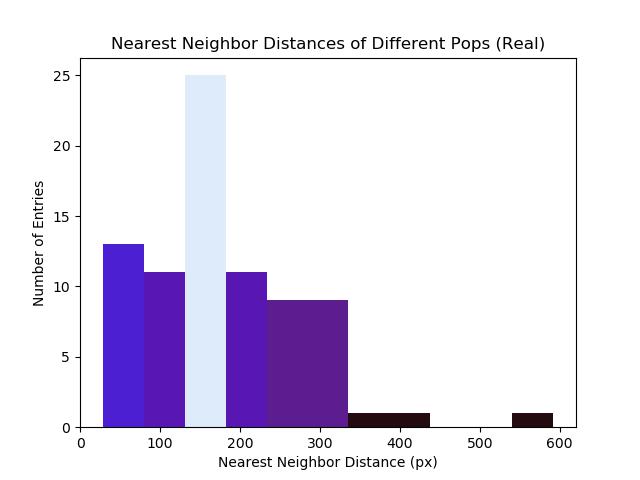 Nearest Neighbor Distances of Different Pops (Real)
25
20
15
10
5
0
Number of Entries
0 100 200 300 400 500 600
Nearest Neighbor Distance (px)